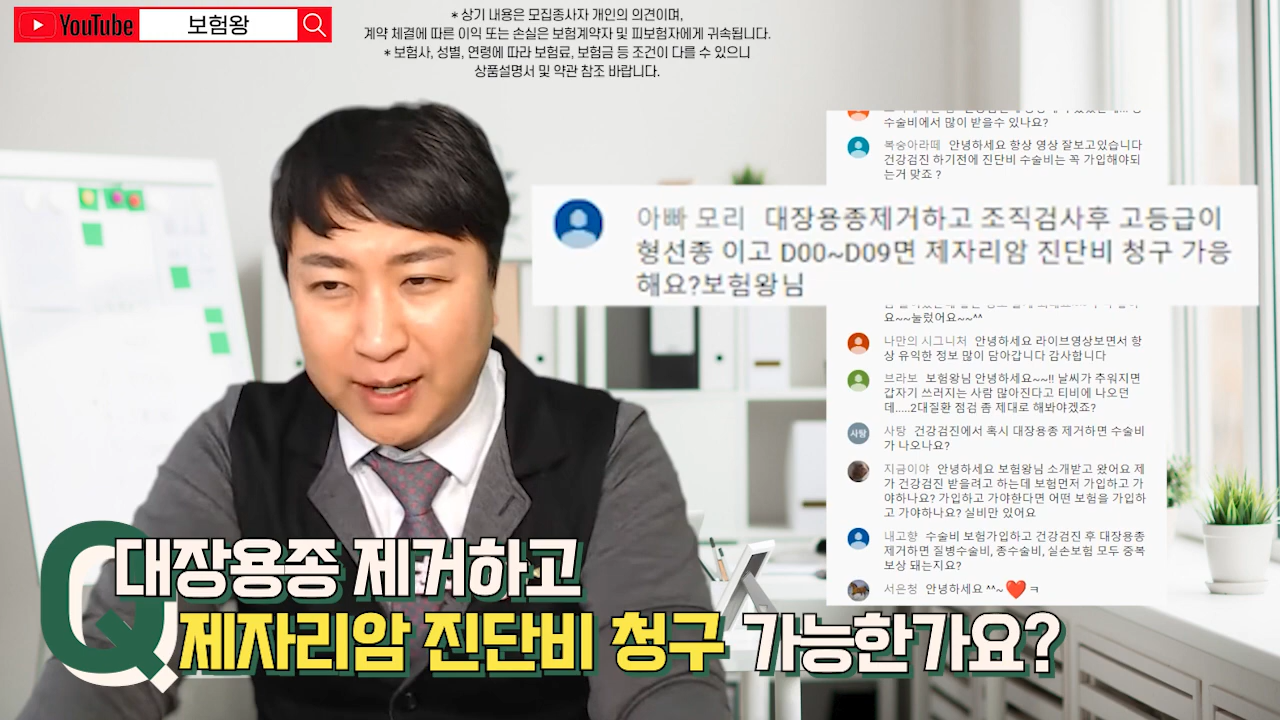 YouTube 보험왕
* 상기 내용은 모집종사자 개인의 의견이며,
계약 체결에 따른 이익 또는 손실은 보험계약자 및 피보험자에게 귀속됩니다.
* 보험사, 성별, 연령에 따라 보험료, 보험금 등 조건이 다를 수 있으니
상품설명서 및 약관 참조 바랍니다.
수술비에서 많이 받을수 있나요?
복숭아라떼 안녕하세요 항상 영상 잘보고있습니다
건강검진 하기전에 진단비 수술비는 꼭 가입해야되
는거 맞죠 ?
아빠 모리 대장용종제거하고 조직검사후 고등급이
형선종 이고 D00~D09면 제자리암 진단비 청구 가능
해요?보험왕님
요~~눌렀어요~~^^
나만의 시그니처 안녕하세요 라이브영상보면서 항
상 유익한 정보 많이 담아갑니다 감사합니다
브라보 보험왕님 안녕하세요~~!! 날씨가 추워지면
갑자기 쓰러지는 사람 많아진다고 티비에 나오던
데.....2대질환 점검 좀 제대로 해봐야겠죠?
사탕 사탕 건강검진에서 혹시 대장용종 제거하면 수술비
가 나오나요?
지금이야 안녕하세요 보험왕님 소개받고 왔어요 제
가 건강검진 받을려고 하는데 보험먼저 가입하고 가
야하나요? 가입하고 가야한다면 어떤 보험을 가입하
고 가야하나요? 실비만 있어요
내고향 수술비 보험가입하고 건강검진 후 대장용종
제거하면 질병수술비, 종수술비, 실손보험 모두 중복
보상 돼는지요?
서은청 안녕하세요 ^^~ ❤️ ㅋ
Q 대장용종 제거하고
제자리암 진단비 청구 가능한가요?